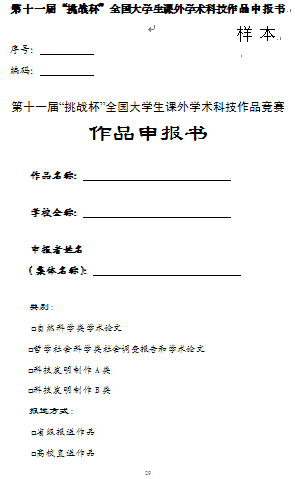 第十一届“挑战杯”全国大学生课外学术科技作品申报书
样 本
序号:
编码:
第十一届“挑战杯”全国大学生课外学术科技作品竞赛
作品申报书
作品名称:
学校全称:
申报者姓名
(集体名称):
类别:
□自然科学类学术论文
□哲学社会科学类社会调查报告和学术论文
□科技发明制作A类
□科技发明制作B类
报送方式:
□省级报送作品
□高校直送作品